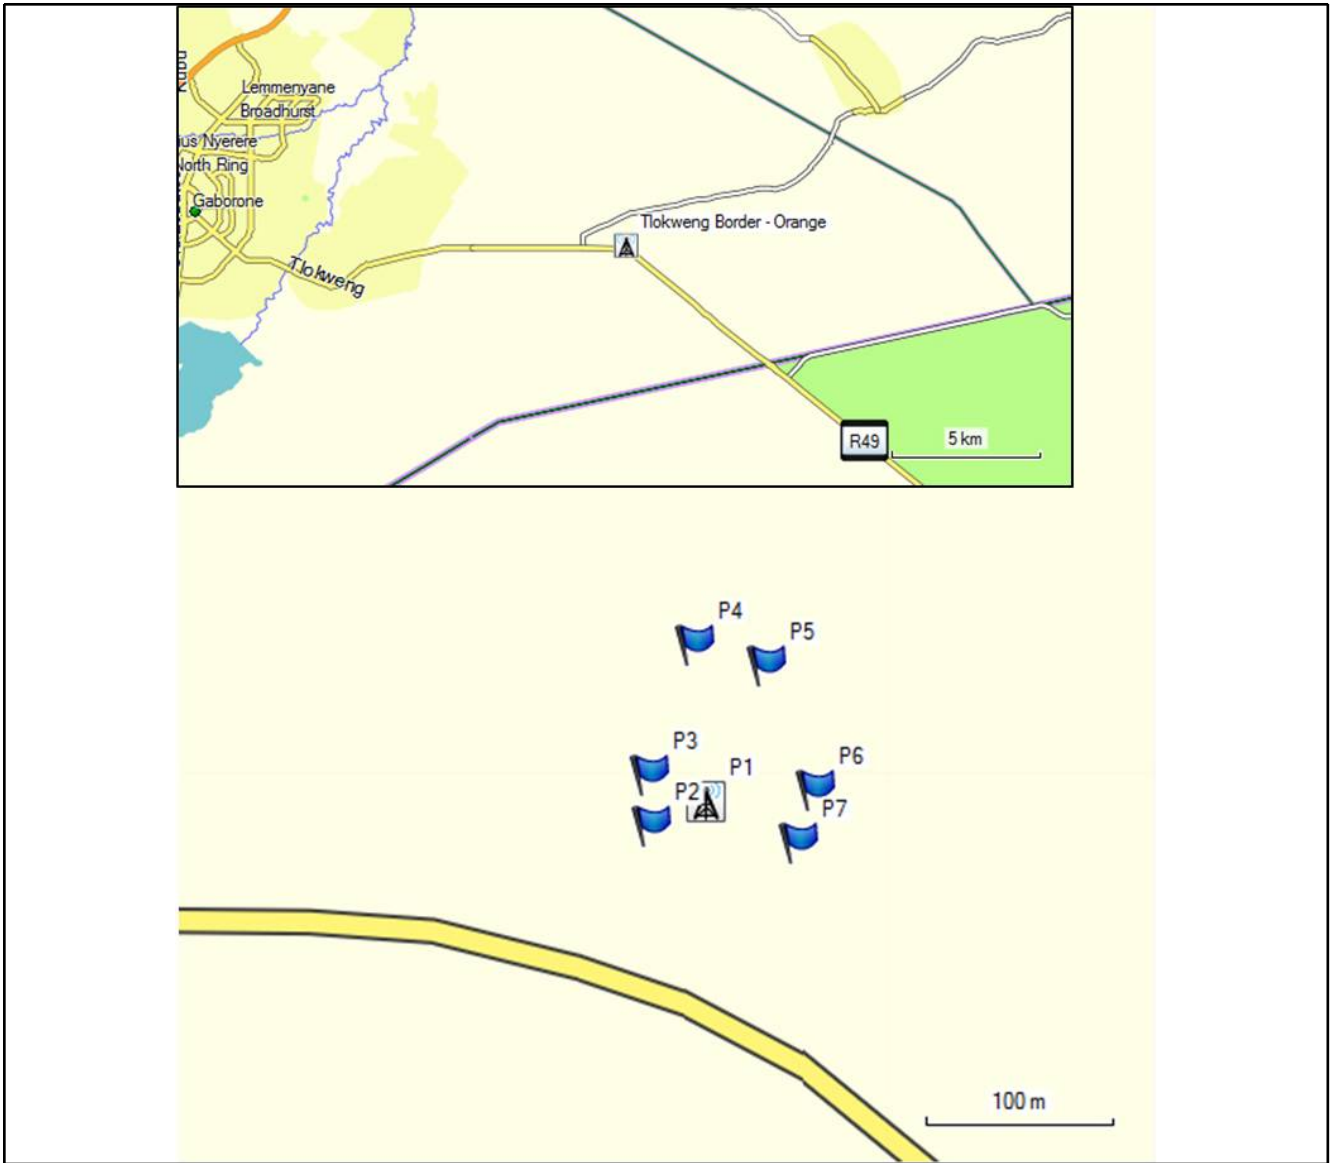 Lemmenyane
Broadhurst
ius Nyerere
North Ring
Gaborone
Tlokweng
Tlokweng Border - Orange
R49
5 km
P4
P5
P3
P1
P6
P2
P7
100 m